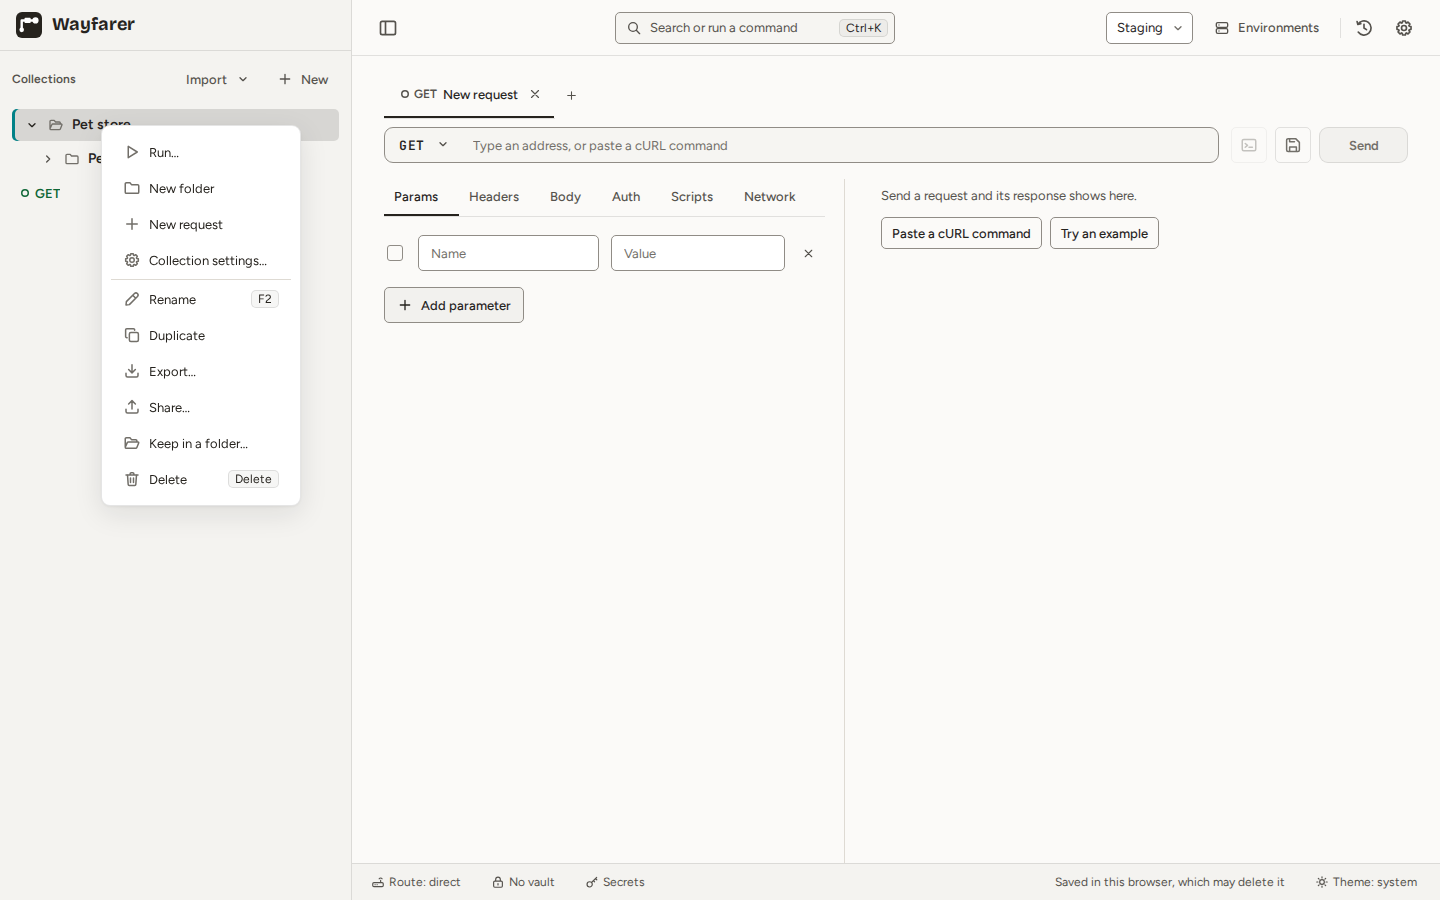 Wayfarer
Search or run a command
Ctrl+K
Staging
Environments
Collections
Import
New
Pet store
GET
Run...
New folder
New request
Collection settings...
Rename
F2
Duplicate
Export...
Share...
Keep in a folder...
Delete
Delete
GET New request
GET
Type an address, or paste a cURL command
Send
Params
Headers
Body
Auth
Scripts
Network
Name
Value
Add parameter
Send a request and its response shows here.
Paste a cURL command
Try an example
Route: direct
No vault
Secrets
Saved in this browser, which may delete it
Theme: system